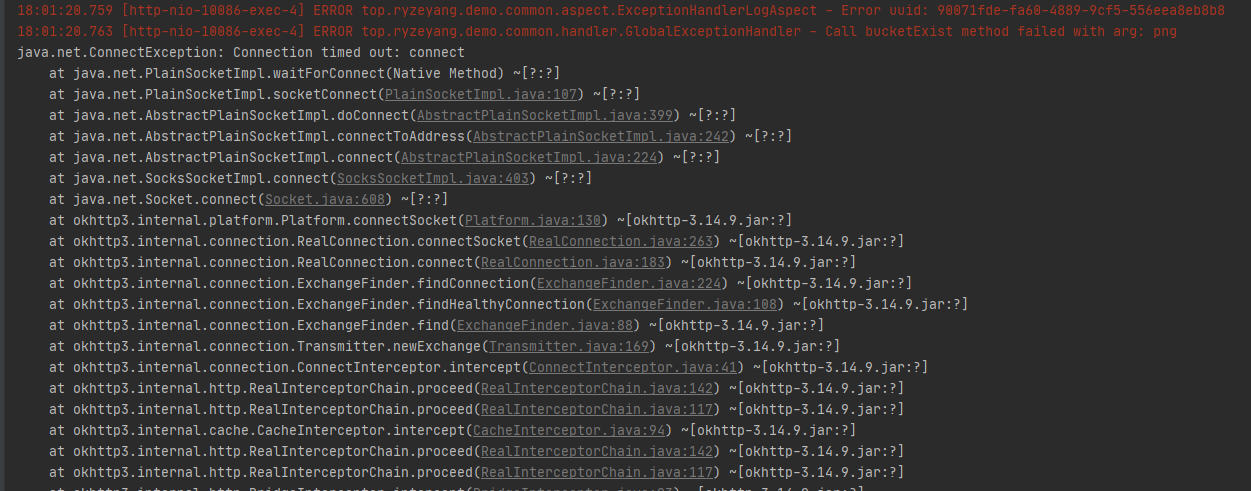 18:01:20.759 [http-nio-10086-exec-4] ERROR top.ryzeyang.demo.common.aspect.ExceptionHandlerLogAspect - Error uuid: 90071fde-fa60-4889-9cf5-556eea8eb8b8
18:01:20.763 [http-nio-10086-exec-4] ERROR top.ryzeyang.demo.common.handler.GlobalExceptionHandler - Call bucketExist method failed with arg: png
java.net.ConnectException: Connection timed out: connect
at java.net.PlainSocketImpl.waitForConnect(Native Method) ~[?:?]
at java.net.PlainSocketImpl.socketConnect(PlainSocketImpl.java:107) ~[?:?]
at java.net.AbstractPlainSocketImpl.doConnect(AbstractPlainSocketImpl.java:399) ~[?:?]
at java.net.AbstractPlainSocketImpl.connectToAddress(AbstractPlainSocketImpl.java:242) ~[?:?]
at java.net.AbstractPlainSocketImpl.connect(AbstractPlainSocketImpl.java:224) ~[?:?]
at java.net.SocksSocketImpl.connect(SocksSocketImpl.java:403) ~[?:?]
at java.net.Socket.connect(Socket.java:608) ~[?:?]
at okhttp3.internal.platform.Platform.connectSocket(Platform.java:130) ~[okhttp-3.14.9.jar:?]
at okhttp3.internal.connection.RealConnection.connectSocket(RealConnection.java:263) ~[okhttp-3.14.9.jar:?]
at okhttp3.internal.connection.RealConnection.connect(RealConnection.java:183) ~[okhttp-3.14.9.jar:?]
at okhttp3.internal.connection.ExchangeFinder.findConnection(ExchangeFinder.java:224) ~[okhttp-3.14.9.jar:?]
at okhttp3.internal.connection.ExchangeFinder.findHealthyConnection(ExchangeFinder.java:108) ~[okhttp-3.14.9.jar:?]
at okhttp3.internal.connection.ExchangeFinder.find(ExchangeFinder.java:88) ~[okhttp-3.14.9.jar:?]
at okhttp3.internal.connection.Transmitter.newExchange(Transmitter.java:169) ~[okhttp-3.14.9.jar:?]
at okhttp3.internal.connection.ConnectInterceptor.intercept(ConnectInterceptor.java:41) ~[okhttp-3.14.9.jar:?]
at okhttp3.internal.http.RealInterceptorChain.proceed(RealInterceptorChain.java:142) ~[okhttp-3.14.9.jar:?]
at okhttp3.internal.http.RealInterceptorChain.proceed(RealInterceptorChain.java:117) ~[okhttp-3.14.9.jar:?]
at okhttp3.internal.cache.CacheInterceptor.intercept(CacheInterceptor.java:94) ~[okhttp-3.14.9.jar:?]
at okhttp3.internal.http.RealInterceptorChain.proceed(RealInterceptorChain.java:142) ~[okhttp-3.14.9.jar:?]
at okhttp3.internal.http.RealInterceptorChain.proceed(RealInterceptorChain.java:117) ~[okhttp-3.14.9.jar:?]